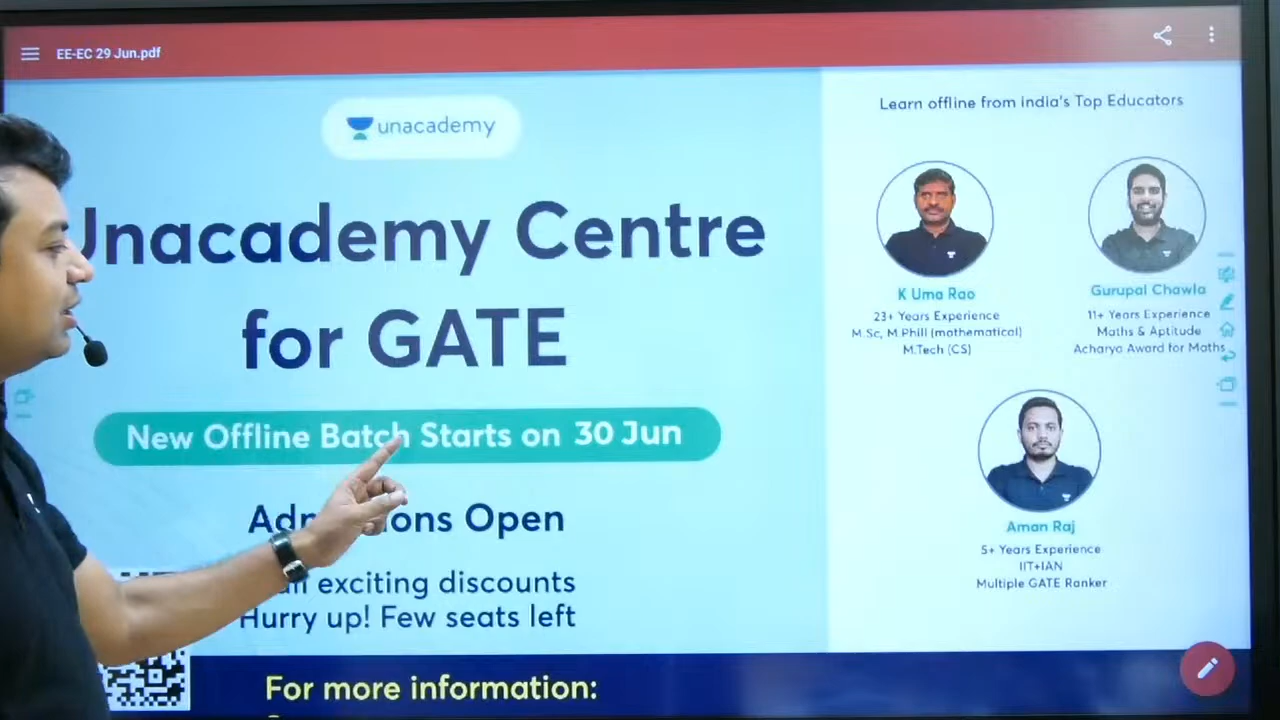 EE-EC 29 Jun.pdf
unacademy
Unacademy Centre
for GATE
New Offline Batch Starts on 30 Jun
Open
exciting discounts
Hurry up! Few seats left
For more information:
Learn offline from india's Top Educators
K Uma Rao
23+ Years Experience
M.Sc, M.Phill (mathematical)
M.Tech (CS)
Gurupal Chawla
11+ Years Experience
Maths & Aptitude
Acharya Award for Maths
Aman Raj
5+ Years Experience
IIT+IAN
Multiple GATE Ranker